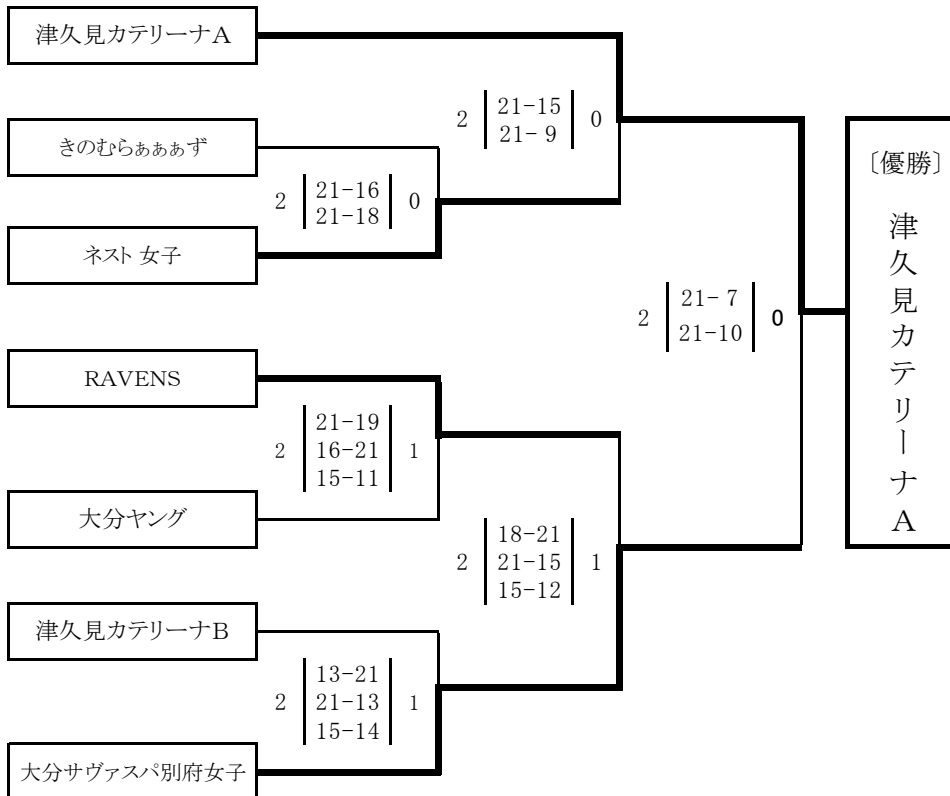 津久見カテリーナA
きのむらぁぁぁず
ネスト 女子
RAVENS
大分ヤング
津久見カテリーナB
大分サヴァスパ別府女子
2 21-16 0
21-18
2 21-19 1
16-21
15-11
2 13-21 1
21-13
15-14
2 21-15 0
21- 9
2 18-21 1
21-15
15-12
2 21- 7 0
21-10
〔優勝〕
津久見カテリーナA